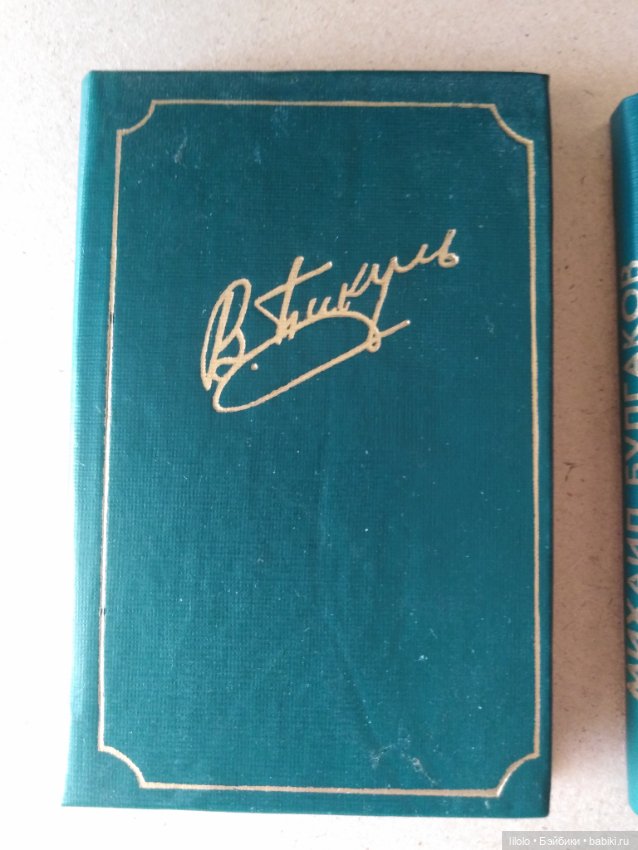 В. Пикуль
МИХАИЛ БУЛГАКОВ
lilolo • Бэйбики • babiki.ru